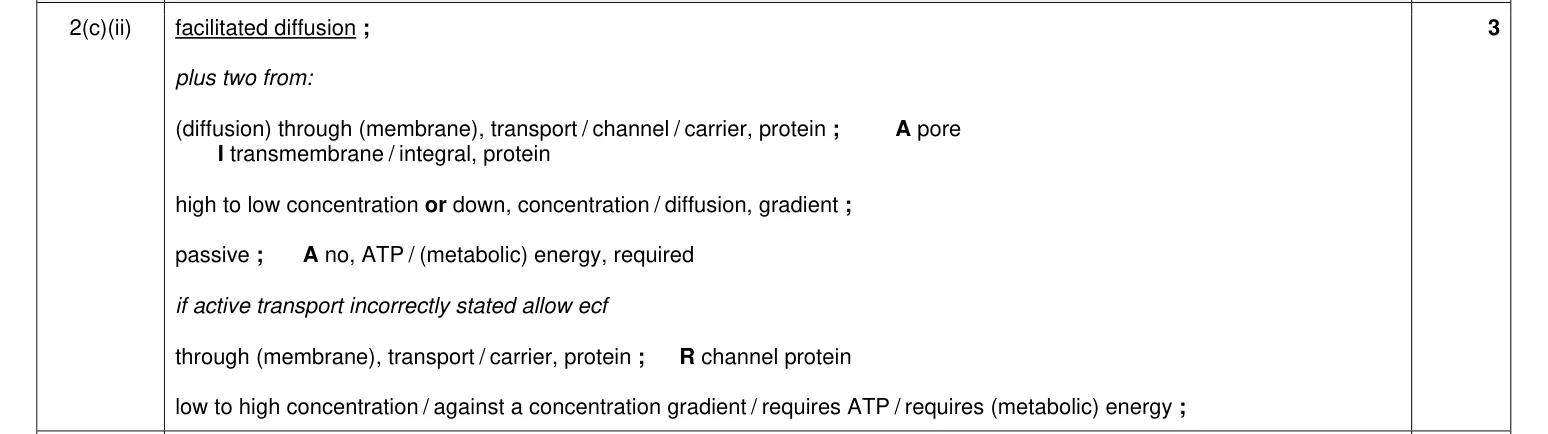 2(c)(ii) facilitated diffusion ; 3
plus two from:
(diffusion) through (membrane), transport / channel / carrier, protein ; A pore
I transmembrane / integral, protein
high to low concentration or down, concentration / diffusion, gradient ;
passive ; A no, ATP / (metabolic) energy, required
if active transport incorrectly stated allow ecf
through (membrane), transport / carrier, protein ; R channel protein
low to high concentration / against a concentration gradient / requires ATP / requires (metabolic) energy ;